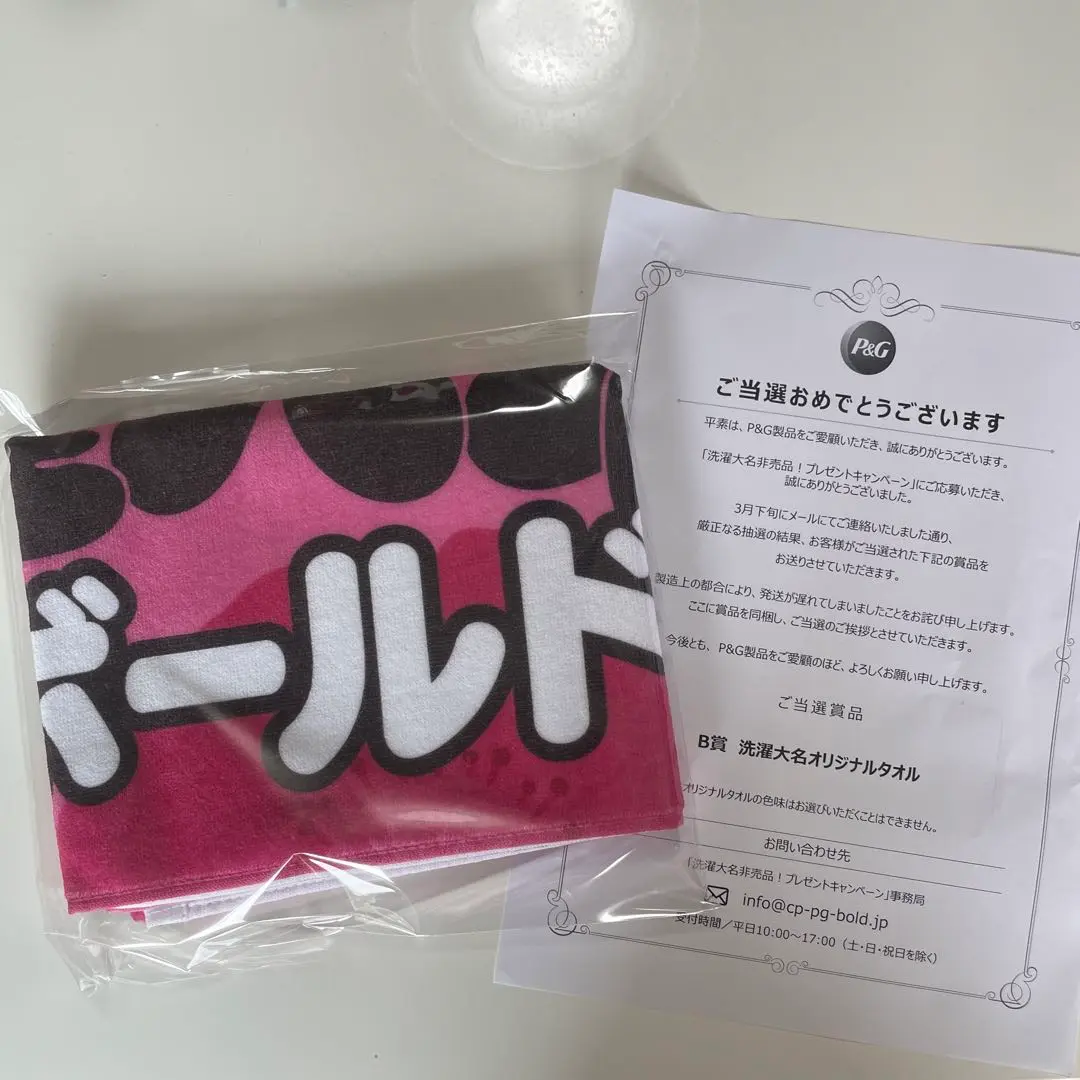 ボールド
P&G
ご当選おめでとうございます
平素は、P&G製品をご愛顧いただき、誠にありがとうございます。
「洗濯大名非売品！プレゼントキャンペーン」にご応募いただき、
誠にありがとうございました。
3月下旬にメールにてご連絡いたしました通り、
厳正なる抽選の結果、お客様がご当選された下記の賞品を
お送りさせていただきます。
製造上の都合により、発送が遅れてしまいましたことをお詫び申し上げます。
ここに賞品を同梱し、ご当選のご挨拶とさせていただきます。
今後とも、P&G製品をご愛顧のほど、よろしくお願い申し上げます。
ご当選賞品
B賞 洗濯大名オリジナルタオル
オリジナルタオルの色味はお選びいただくことはできません。
お問い合わせ先
「洗濯大名非売品！プレゼントキャンペーン」事務局
info@cp-pg-bold.jp
受付時間／平日10:00～17:00（土・日・祝日を除く）